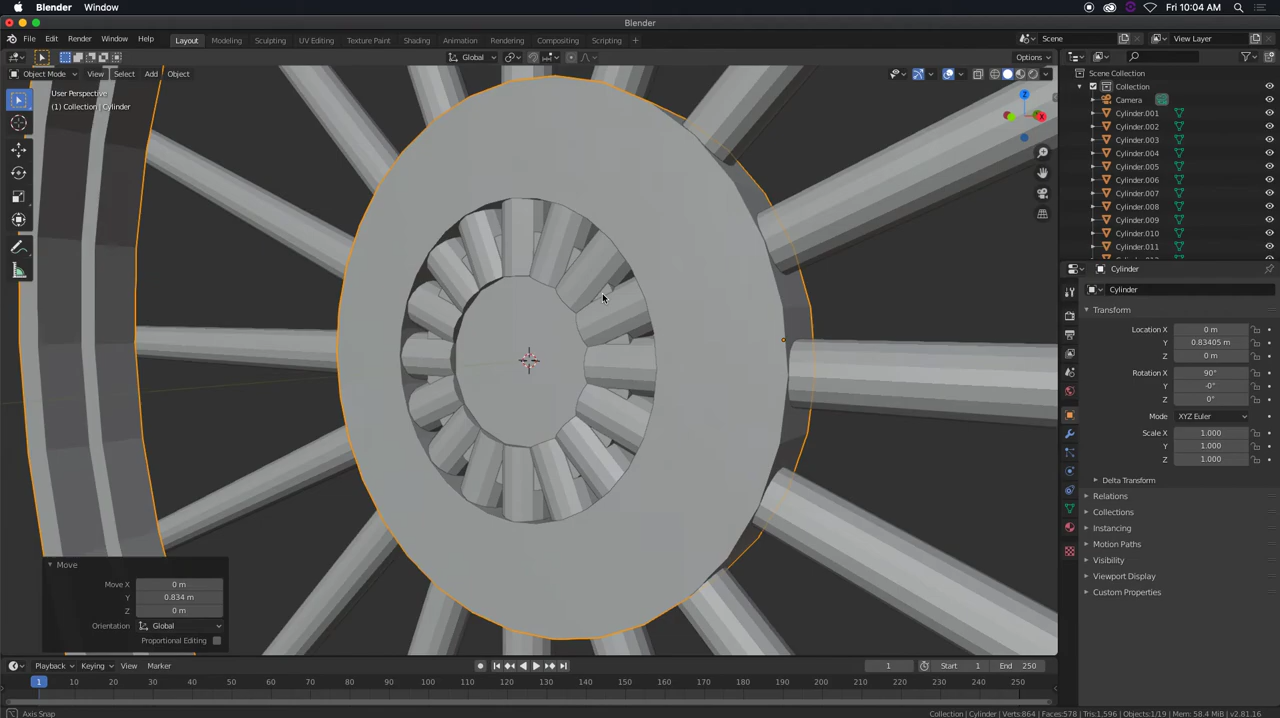 Blender Window Fri 10:04 AM
Blender
File Edit Render Window Help Layout Modeling Sculpting UV Editing Texture Paint Shading Animation Rendering Compositing Scripting + Scene View Layer
Global Options
Object Mode View Select Add Object
User Perspective
(1) Collection | Cylinder
Z
X
Scene Collection
Collection
Camera
Cylinder.001
Cylinder.002
Cylinder.003
Cylinder.004
Cylinder.005
Cylinder.006
Cylinder.007
Cylinder.008
Cylinder.009
Cylinder.010
Cylinder.011
Cylinder
Cylinder
Transform
Location X 0 m
Y 0.83405 m
Z 0 m
Rotation X 90°
Y -0°
Z 0°
Mode XYZ Euler
Scale X 1.000
Y 1.000
Z 1.000
Delta Transform
Relations
Collections
Instancing
Motion Paths
Visibility
Viewport Display
Custom Properties
Move
Move X 0 m
Y 0.834 m
Z 0 m
Orientation Global
Proportional Editing
Playback Keying View Marker 1 Start 1 End 250
1 10 20 30 40 50 60 70 80 90 100 110 120 130 140 150 160 170 180 190 200 210 220 230 240 250
Axis Snap Collection | Cylinder | Verts:864 | Faces:578 | Tris:1,596 | Objects:1/19 | Mem: 58.4 MiB | v2.81.16